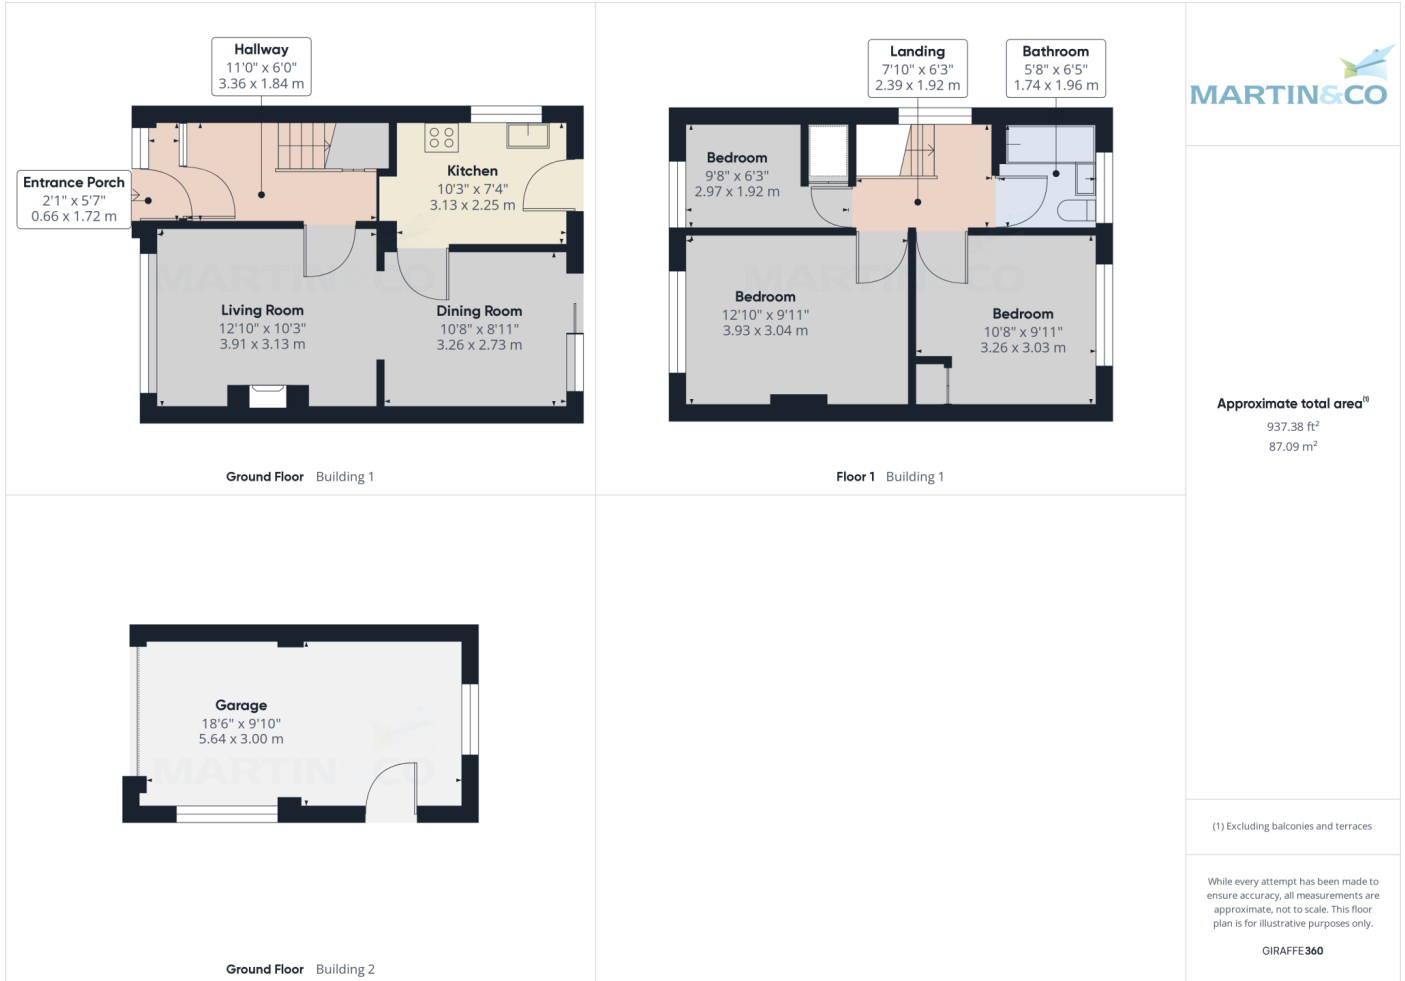 Hallway
11'0" x 6'0"
3.36 x 1.84 m
Entrance Porch
2'1" x 5'7"
0.66 x 1.72 m
Kitchen
10'3" x 7'4"
3.13 x 2.25 m
Living Room
12'10" x 10'3"
3.91 x 3.13 m
Dining Room
10'8" x 8'11"
3.26 x 2.73 m
MARTIN&CO
Ground Floor Building 1
Landing
7'10" x 6'3"
2.39 x 1.92 m
Bathroom
5'8" x 6'5"
1.74 x 1.96 m
Bedroom
9'8" x 6'3"
2.97 x 1.92 m
Bedroom
12'10" x 9'11"
3.93 x 3.04 m
Bedroom
10'8" x 9'11"
3.26 x 3.03 m
MARTIN&CO
Floor 1 Building 1
Garage
18'6" x 9'10"
5.64 x 3.00 m
MARTIN&CO
Ground Floor Building 2
MARTIN&CO
Approximate total area(1)
937.38 ft²
87.09 m²
(1) Excluding balconies and terraces
While every attempt has been made to
ensure accuracy, all measurements are
approximate, not to scale. This floor
plan is for illustrative purposes only.
GIRAFFE360